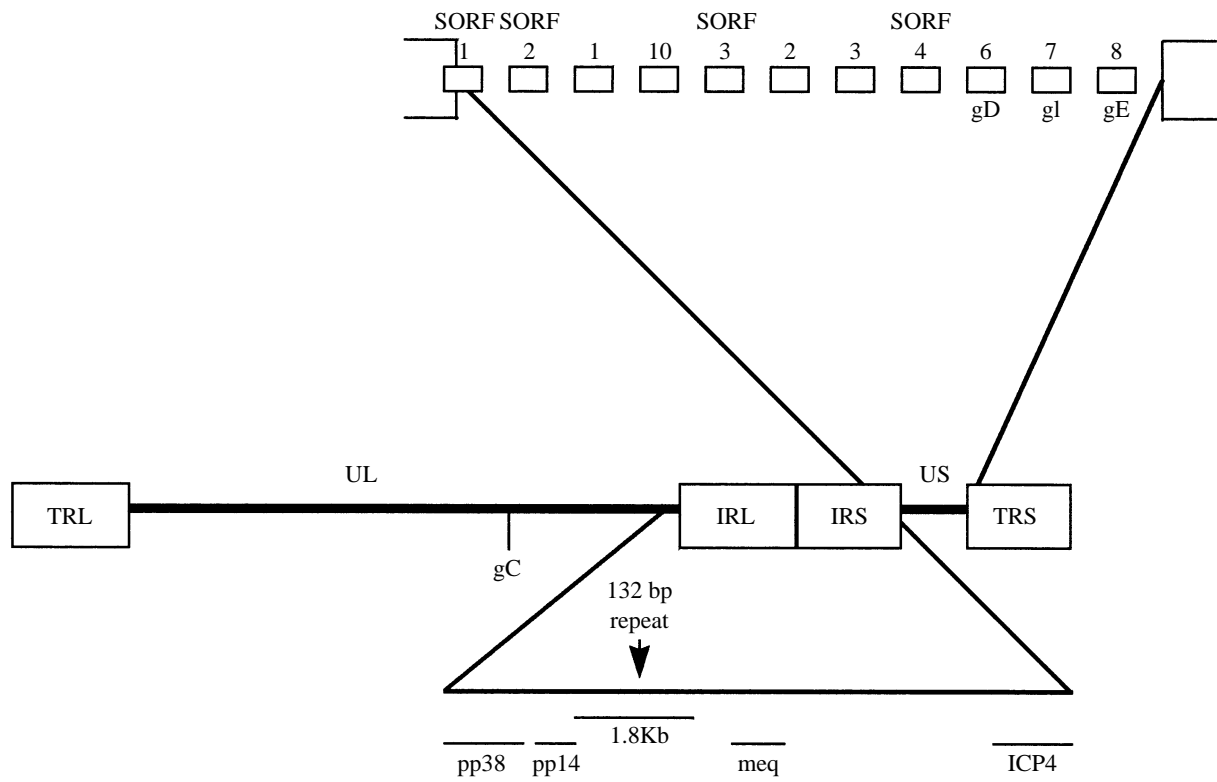 SORF SORF SORF SORF
1 2 1 10 3 2 3 4 6 7 8
gD gI gE
UL US
TRL IRL IRS TRS
gC
132 bp
repeat
1.8Kb
pp38 pp14 meq ICP4